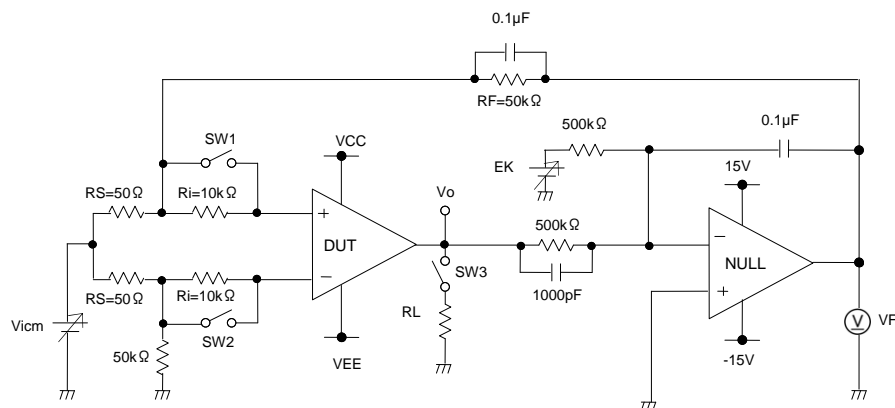 0.1µF
RF=50kΩ
SW1
VCC
500kΩ
0.1µF
EK
15V
RS=50Ω
Ri=10kΩ
Vo
+
DUT
−
500kΩ
−
NULL
+
SW3
1000pF
RS=50Ω
Ri=10kΩ
Vicm
SW2
RL
V
VF
50kΩ
VEE
-15V